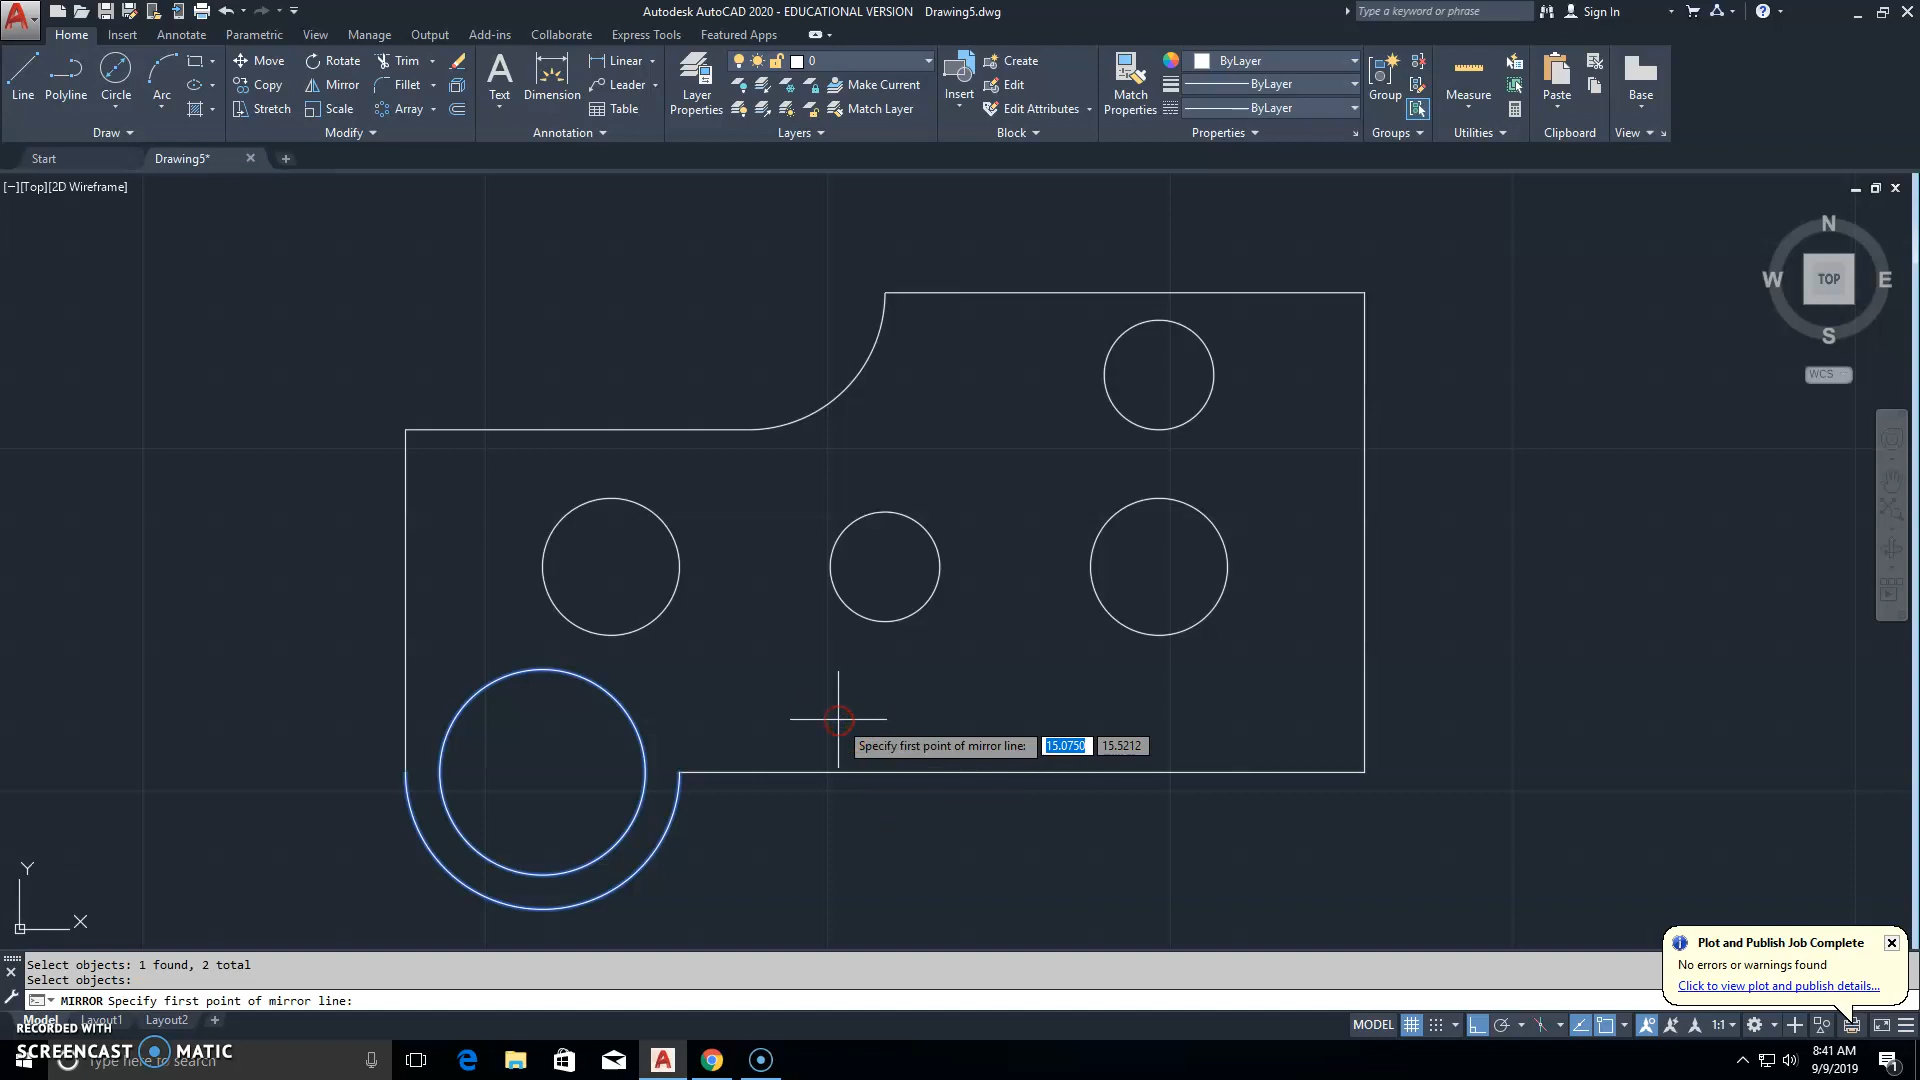 Autodesk AutoCAD 2020 - EDUCATIONAL VERSION Drawing5.dwg
Type a keyword or phrase
Sign In
Home Insert Annotate Parametric View Manage Output Add-ins Collaborate Express Tools Featured Apps
Line
Polyline
Circle
Arc
Draw
Move Rotate Trim
Copy Mirror Fillet
Stretch Scale Array
Modify
Text
Dimension
Linear
Leader
Table
Annotation
Layer
Properties
0
Make Current
Match Layer
Layers
Insert
Create
Edit
Edit Attributes
Block
Match
Properties
ByLayer
ByLayer
ByLayer
Properties
Group
Groups
Measure
Utilities
Paste
Clipboard
Base
View
Start
Drawing5*
[−][Top][2D Wireframe]
N
W TOP E
S
WCS
Specify first point of mirror line: 15.0750 15.5212
Y
X
Select objects: 1 found, 2 total
Select objects:
MIRROR Specify first point of mirror line:
Plot and Publish Job Complete
No errors or warnings found
Click to view plot and publish details...
Model Layout1 Layout2
MODEL
1:1
RECORDED WITH
SCREENCAST MATIC
Type here to search
8:41 AM
9/9/2019
1